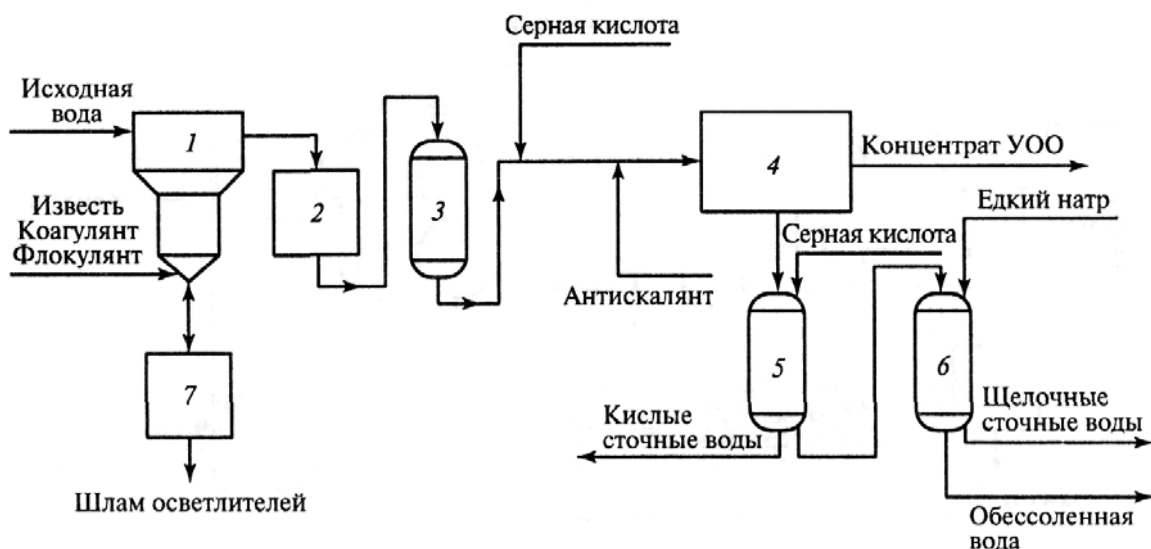 Серная кислота
Исходная
вода
1
Известь
Коагулянт
Флокулянт
2
3
4
Концентрат УОО
Едкий натр
Серная кислота
Антискалянт
5
6
7
Кислые
сточные воды
Щелочные
сточные воды
Шлам осветлителей
Обессоленная
вода